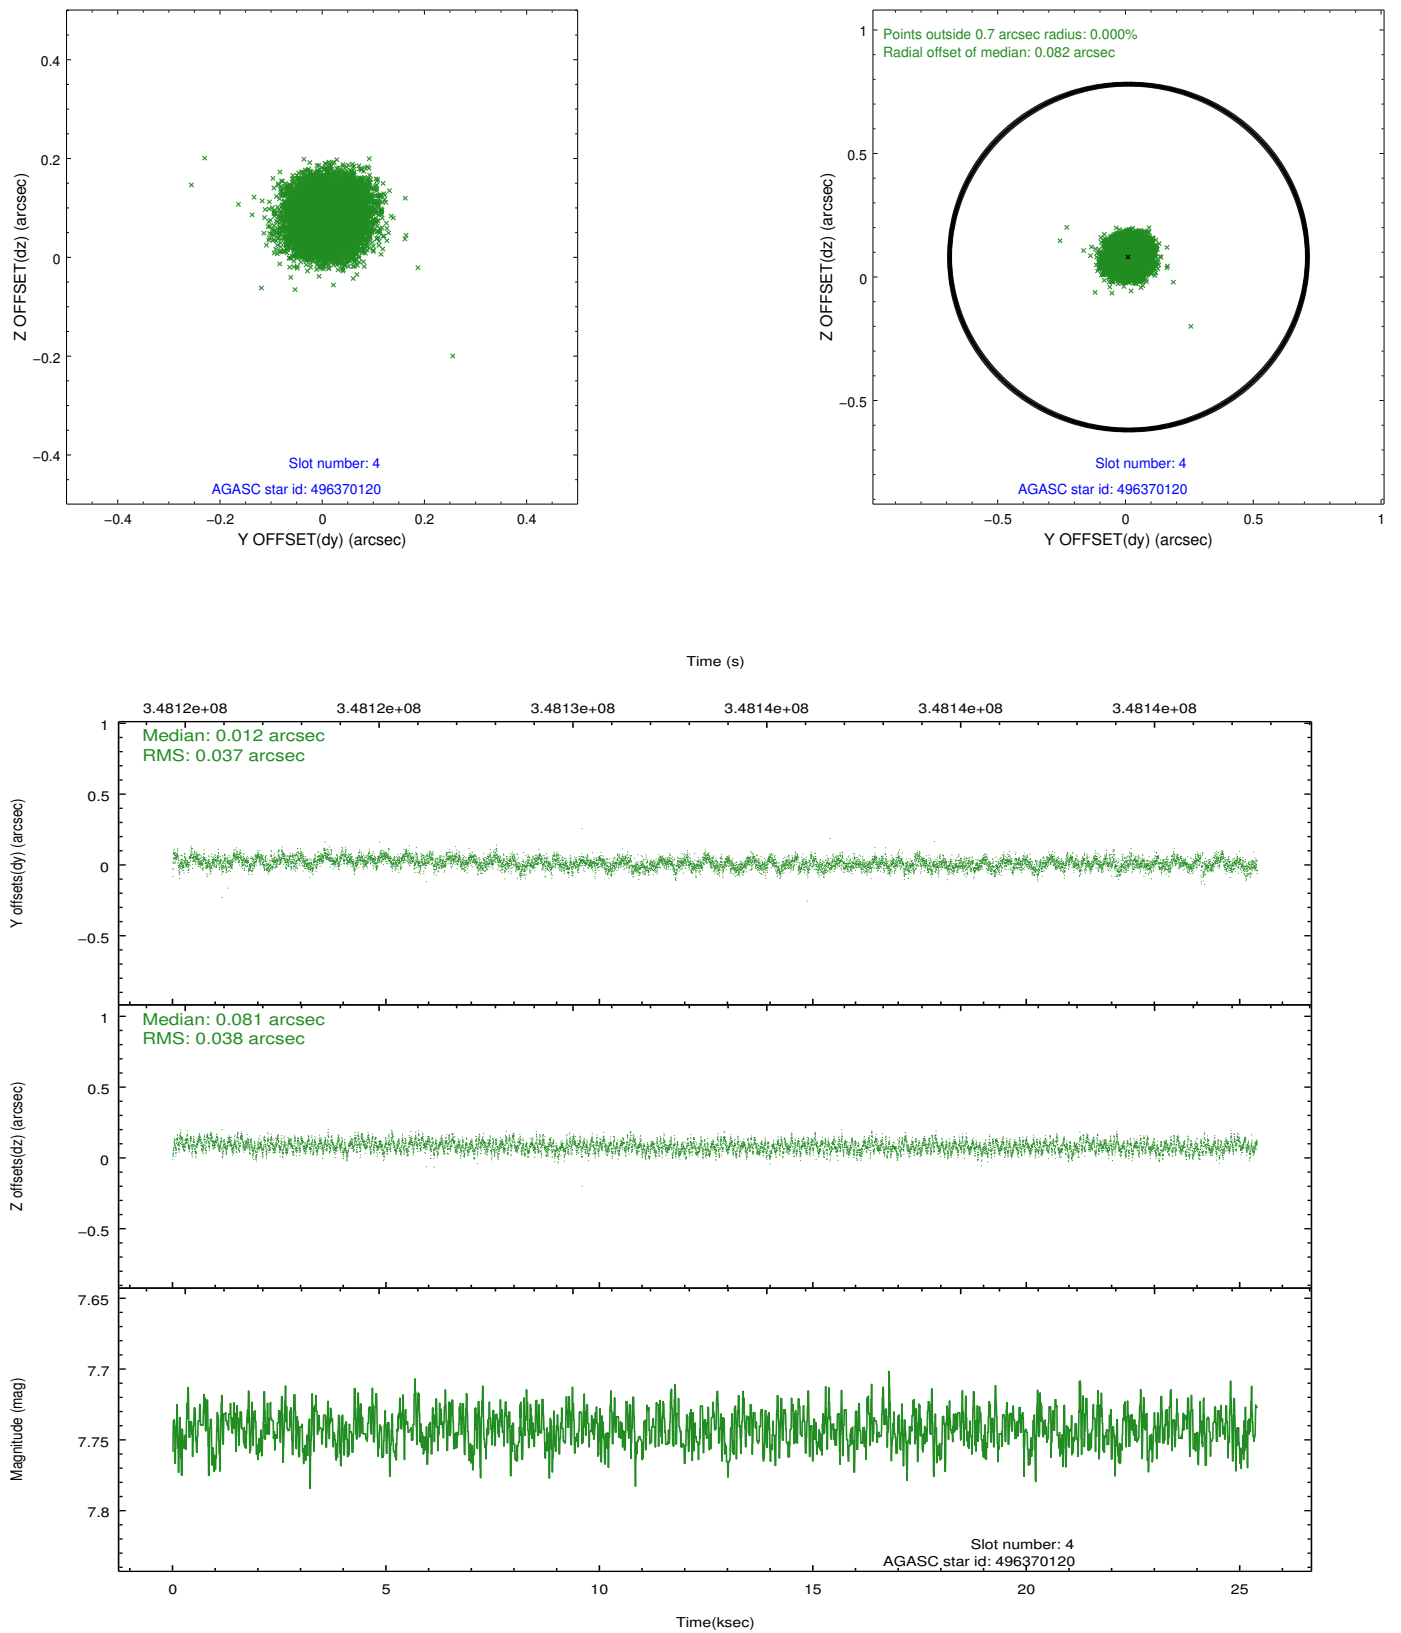 0.4
0.2
0
−0.2
−0.4
Z OFFSET(dz) (arcsec)
Slot number: 4
AGASC star id: 496370120
−0.4
−0.2
0
0.2
0.4
Y OFFSET(dy) (arcsec)
Points outside 0.7 arcsec radius: 0.000%
Radial offset of median: 0.082 arcsec
1
0.5
0
−0.5
Z OFFSET(dz) (arcsec)
Slot number: 4
AGASC star id: 496370120
−0.5
0
0.5
1
Y OFFSET(dy) (arcsec)
Time (s)
3.4812e+08
3.4812e+08
3.4813e+08
3.4814e+08
3.4814e+08
3.4814e+08
Median: 0.012 arcsec
RMS: 0.037 arcsec
1
0.5
0
−0.5
Y offsets(dy) (arcsec)
Median: 0.081 arcsec
RMS: 0.038 arcsec
1
0.5
0
−0.5
Z offsets(dz) (arcsec)
7.65
7.7
7.75
7.8
Magnitude (mag)
Slot number: 4
AGASC star id: 496370120
0
5
10
15
20
25
Time(ksec)